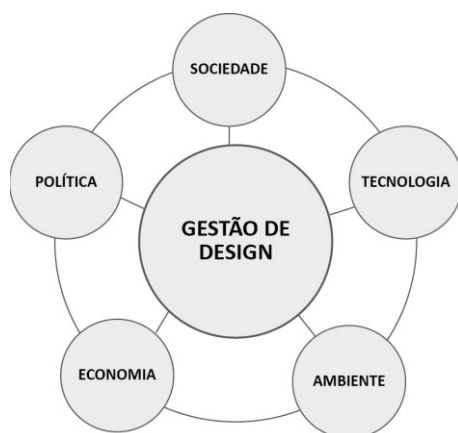 SOCIEDADE
POLÍTICA
TECNOLOGIA
GESTÃO DE
DESIGN
ECONOMIA
AMBIENTE